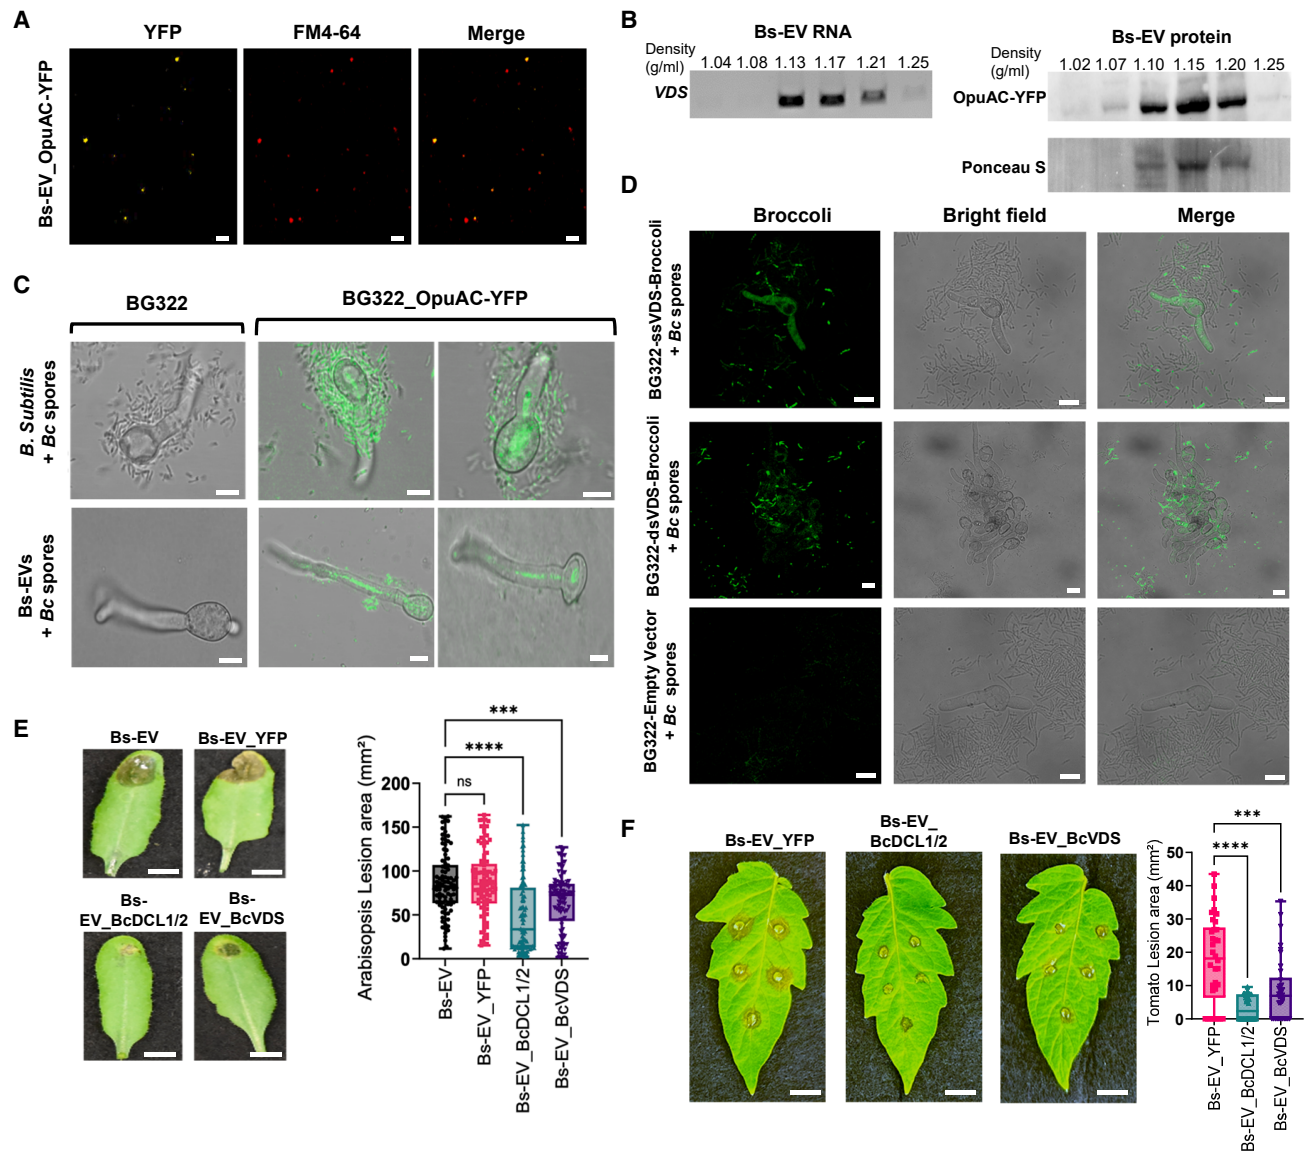 A
YFP
FM4-64
Merge
Bs-EV_OpuAC-YFP
B
Bs-EV RNA
Density
(g/ml)
1.04 1.08 1.13 1.17 1.21 1.25
VDS
Bs-EV protein
Density
(g/ml)
1.02 1.07 1.10 1.15 1.20 1.25
OpuAC-YFP
Ponceau S
C
BG322
BG322_OpuAC-YFP
B. Subtilis
+ Bc spores
Bs-EVs
+ Bc spores
D
Broccoli
Bright field
Merge
BG322-ssVDS-Broccoli
+ Bc spores
BG322-dsVDS-Broccoli
+ Bc spores
BG322-Empty Vector
+ Bc spores
E
Bs-EV
Bs-EV_YFP
Bs-
EV_BcDCL1/2
Bs-
EV_BcVDS
Arabisopsis Lesion area (mm²)
200
150
100
50
0
ns
****
***
Bs-EV
Bs-EV_YFP
Bs-EV_BcDCL1/2
Bs-EV_BcVDS
F
Bs-EV_YFP
Bs-EV_
BcDCL1/2
Bs-EV_BcVDS
Tomato Lesion area (mm²)
50
40
30
20
10
0
****
***
Bs-EV_YFP
Bs-EV_BcDCL1/2
Bs-EV_BcVDS